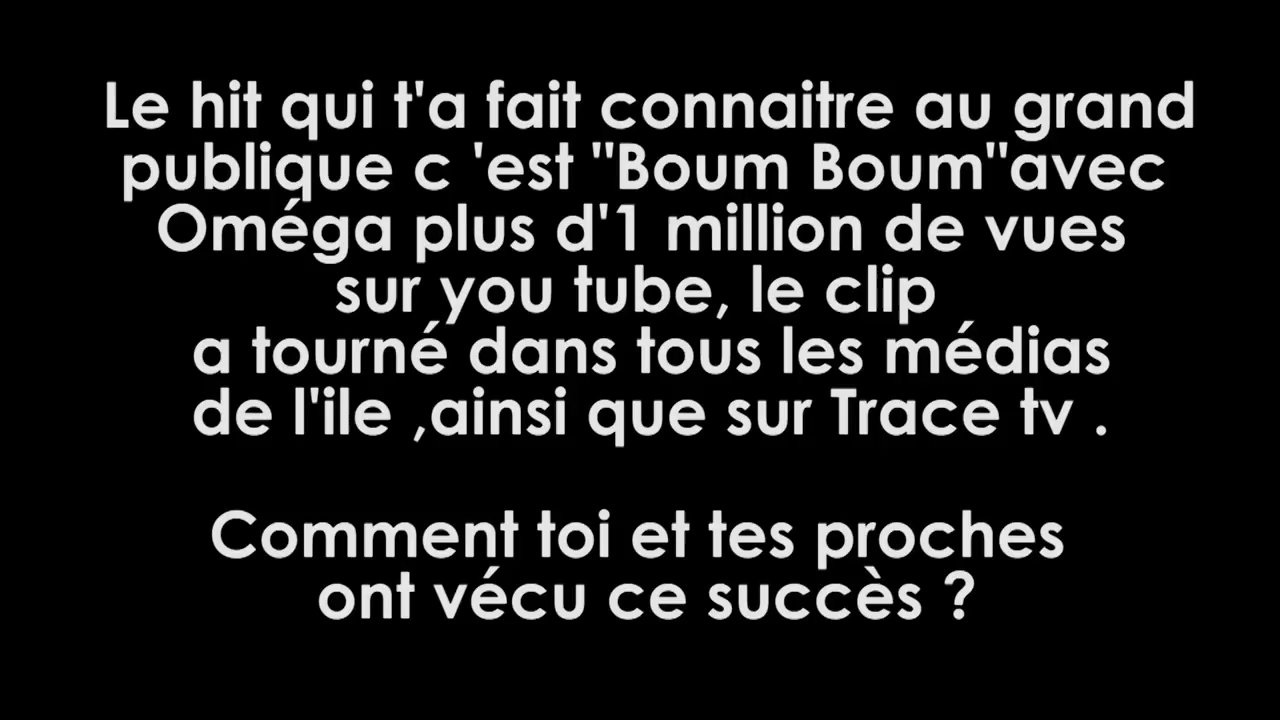 Le hit qui t'a fait connaitre au grand
publique c 'est "Boum Boum"avec
Oméga plus d'1 million de vues
sur you tube, le clip
a tourné dans tous les médias
de l'ile ,ainsi que sur Trace tv .
Comment toi et tes proches
ont vécu ce succès ?